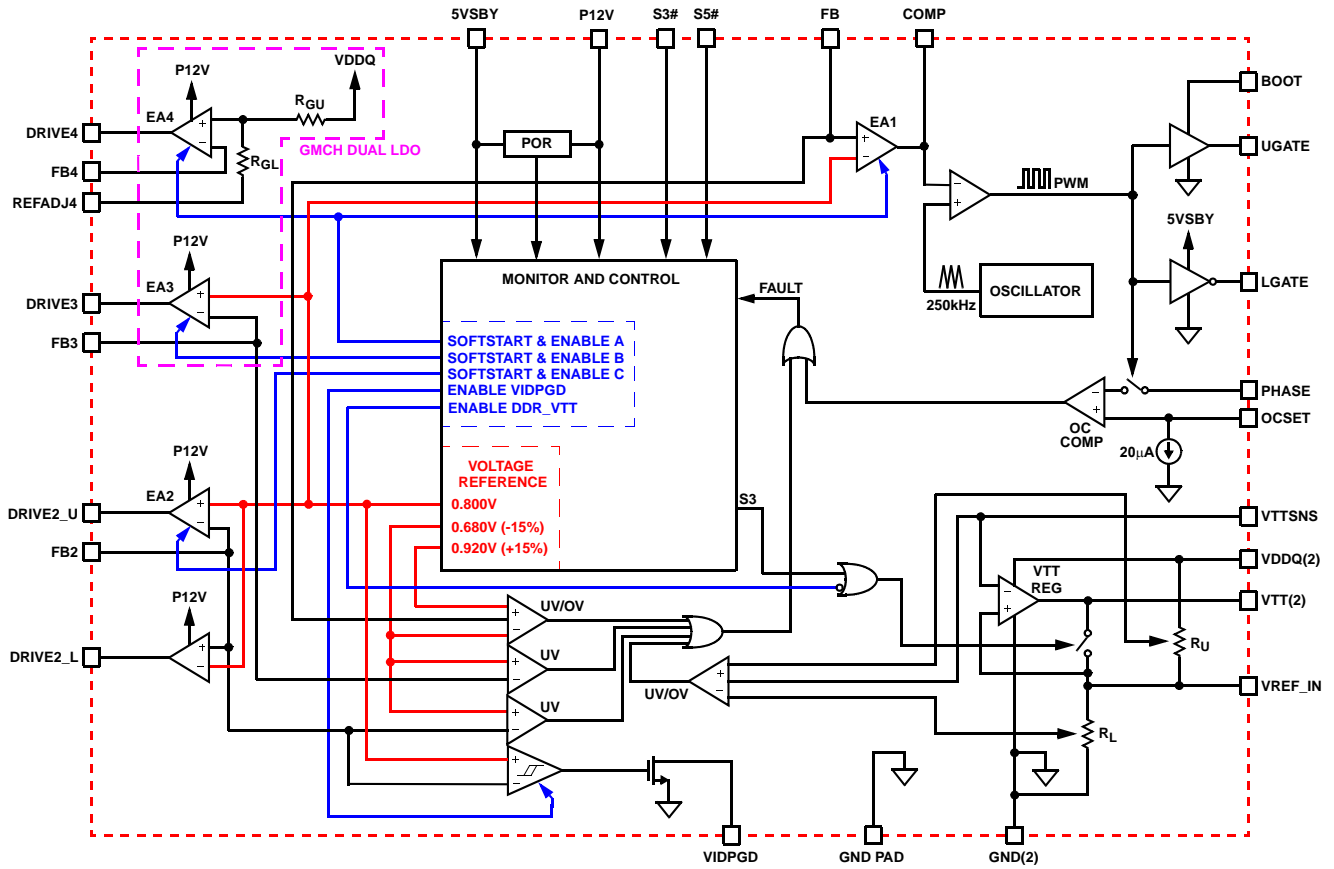 5VSBY
P12V
S3#
S5#
FB
COMP
VDDQ
P12V
RGU
EA4
+
−
DRIVE4
GMCH DUAL LDO
RGL
FB4
REFADJ4
POR
EA1
+
−
BOOT
UGATE
−
+
PWM
5VSBY
P12V
EA3
+
−
DRIVE3
FB3
MONITOR AND CONTROL
FAULT
250kHz
OSCILLATOR
LGATE
SOFTSTART & ENABLE A
SOFTSTART & ENABLE B
SOFTSTART & ENABLE C
ENABLE VIDPGD
ENABLE DDR_VTT
PHASE
OCSET
−
+
OC
COMP
20µA
P12V
EA2
+
−
DRIVE2_U
FB2
VOLTAGE
REFERENCE
0.800V
0.680V (-15%)
0.920V (+15%)
S3
VTTSNS
VDDQ(2)
VTT
REG
−
+
VTT(2)
RU
VREF_IN
P12V
+
−
DRIVE2_L
+
−
UV/OV
+
−
UV
+
−
UV
+
−
UV/OV
+
−
RL
VIDPGD
GND PAD
GND(2)